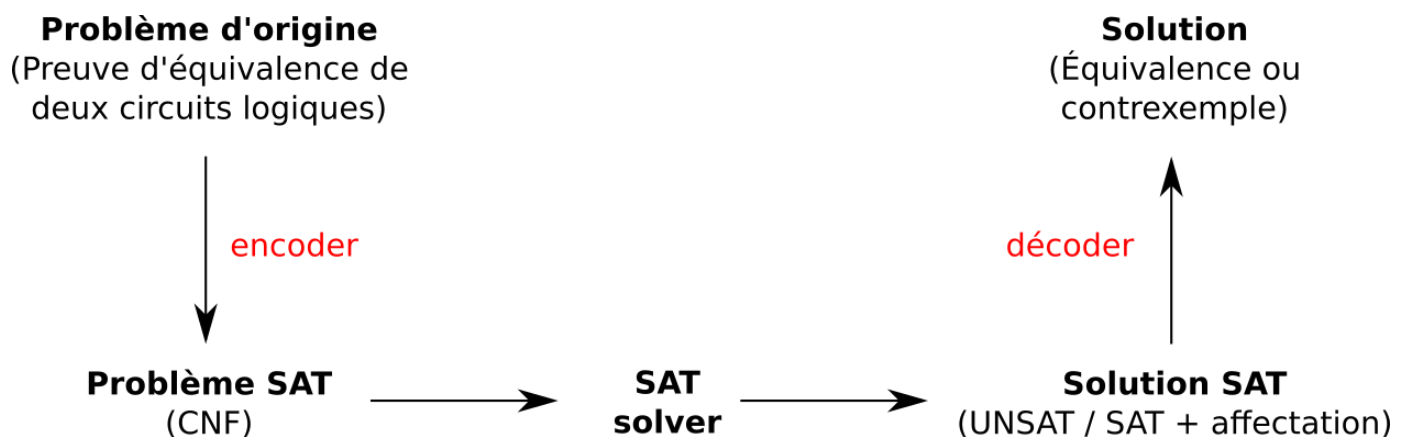 Problème d'origine
(Preuve d'équivalence de
deux circuits logiques)
Solution
(Équivalence ou
contrexemple)
encoder
décoder
Problème SAT
(CNF)
SAT
solver
Solution SAT
(UNSAT / SAT + affectation)